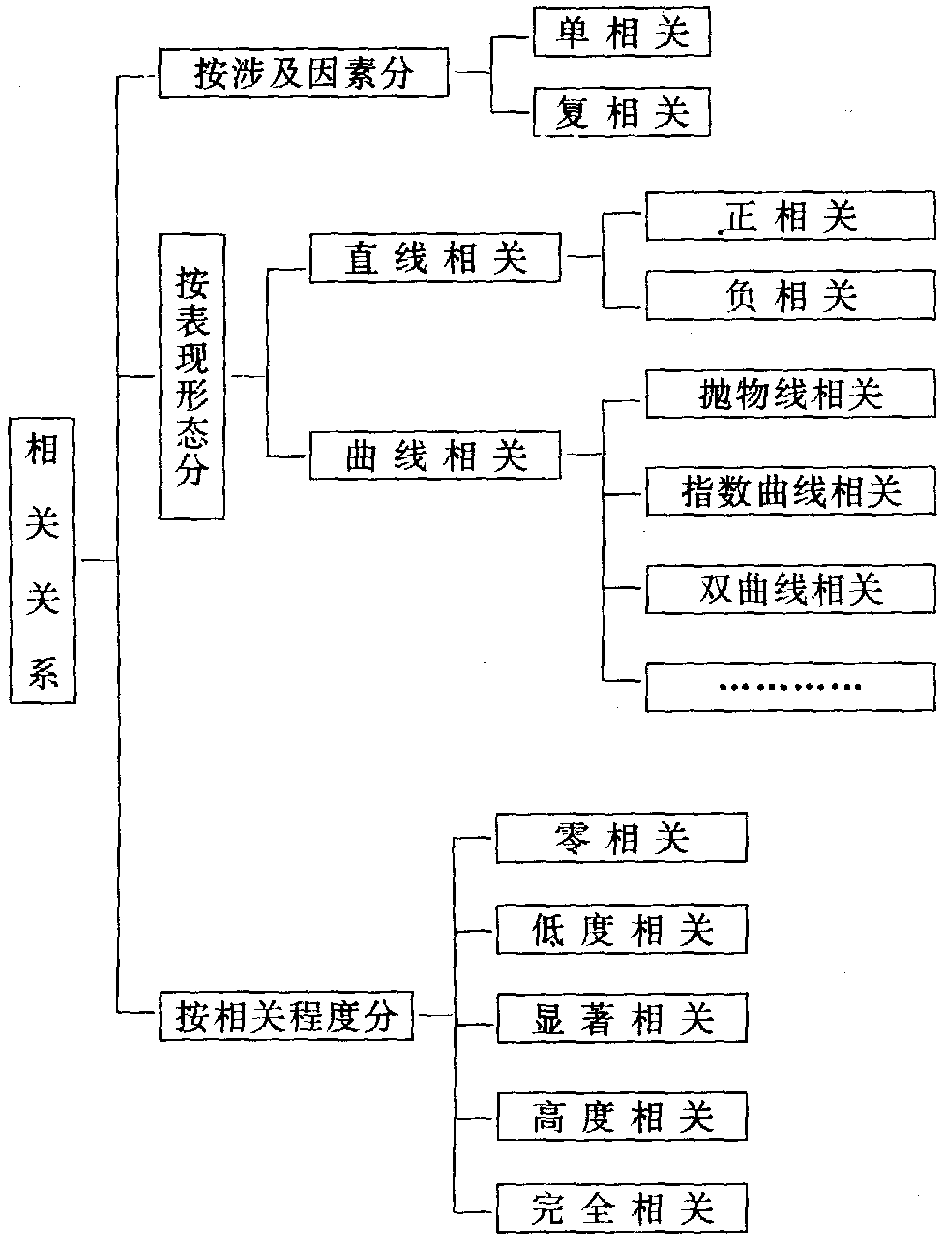 相关关系
按涉及因素分
单相关
复相关
按表现形态分
直线相关
正相关
负相关
曲线相关
抛物线相关
指数曲线相关
双曲线相关
…………
按相关程度分
零相关
低度相关
显著相关
高度相关
完全相关